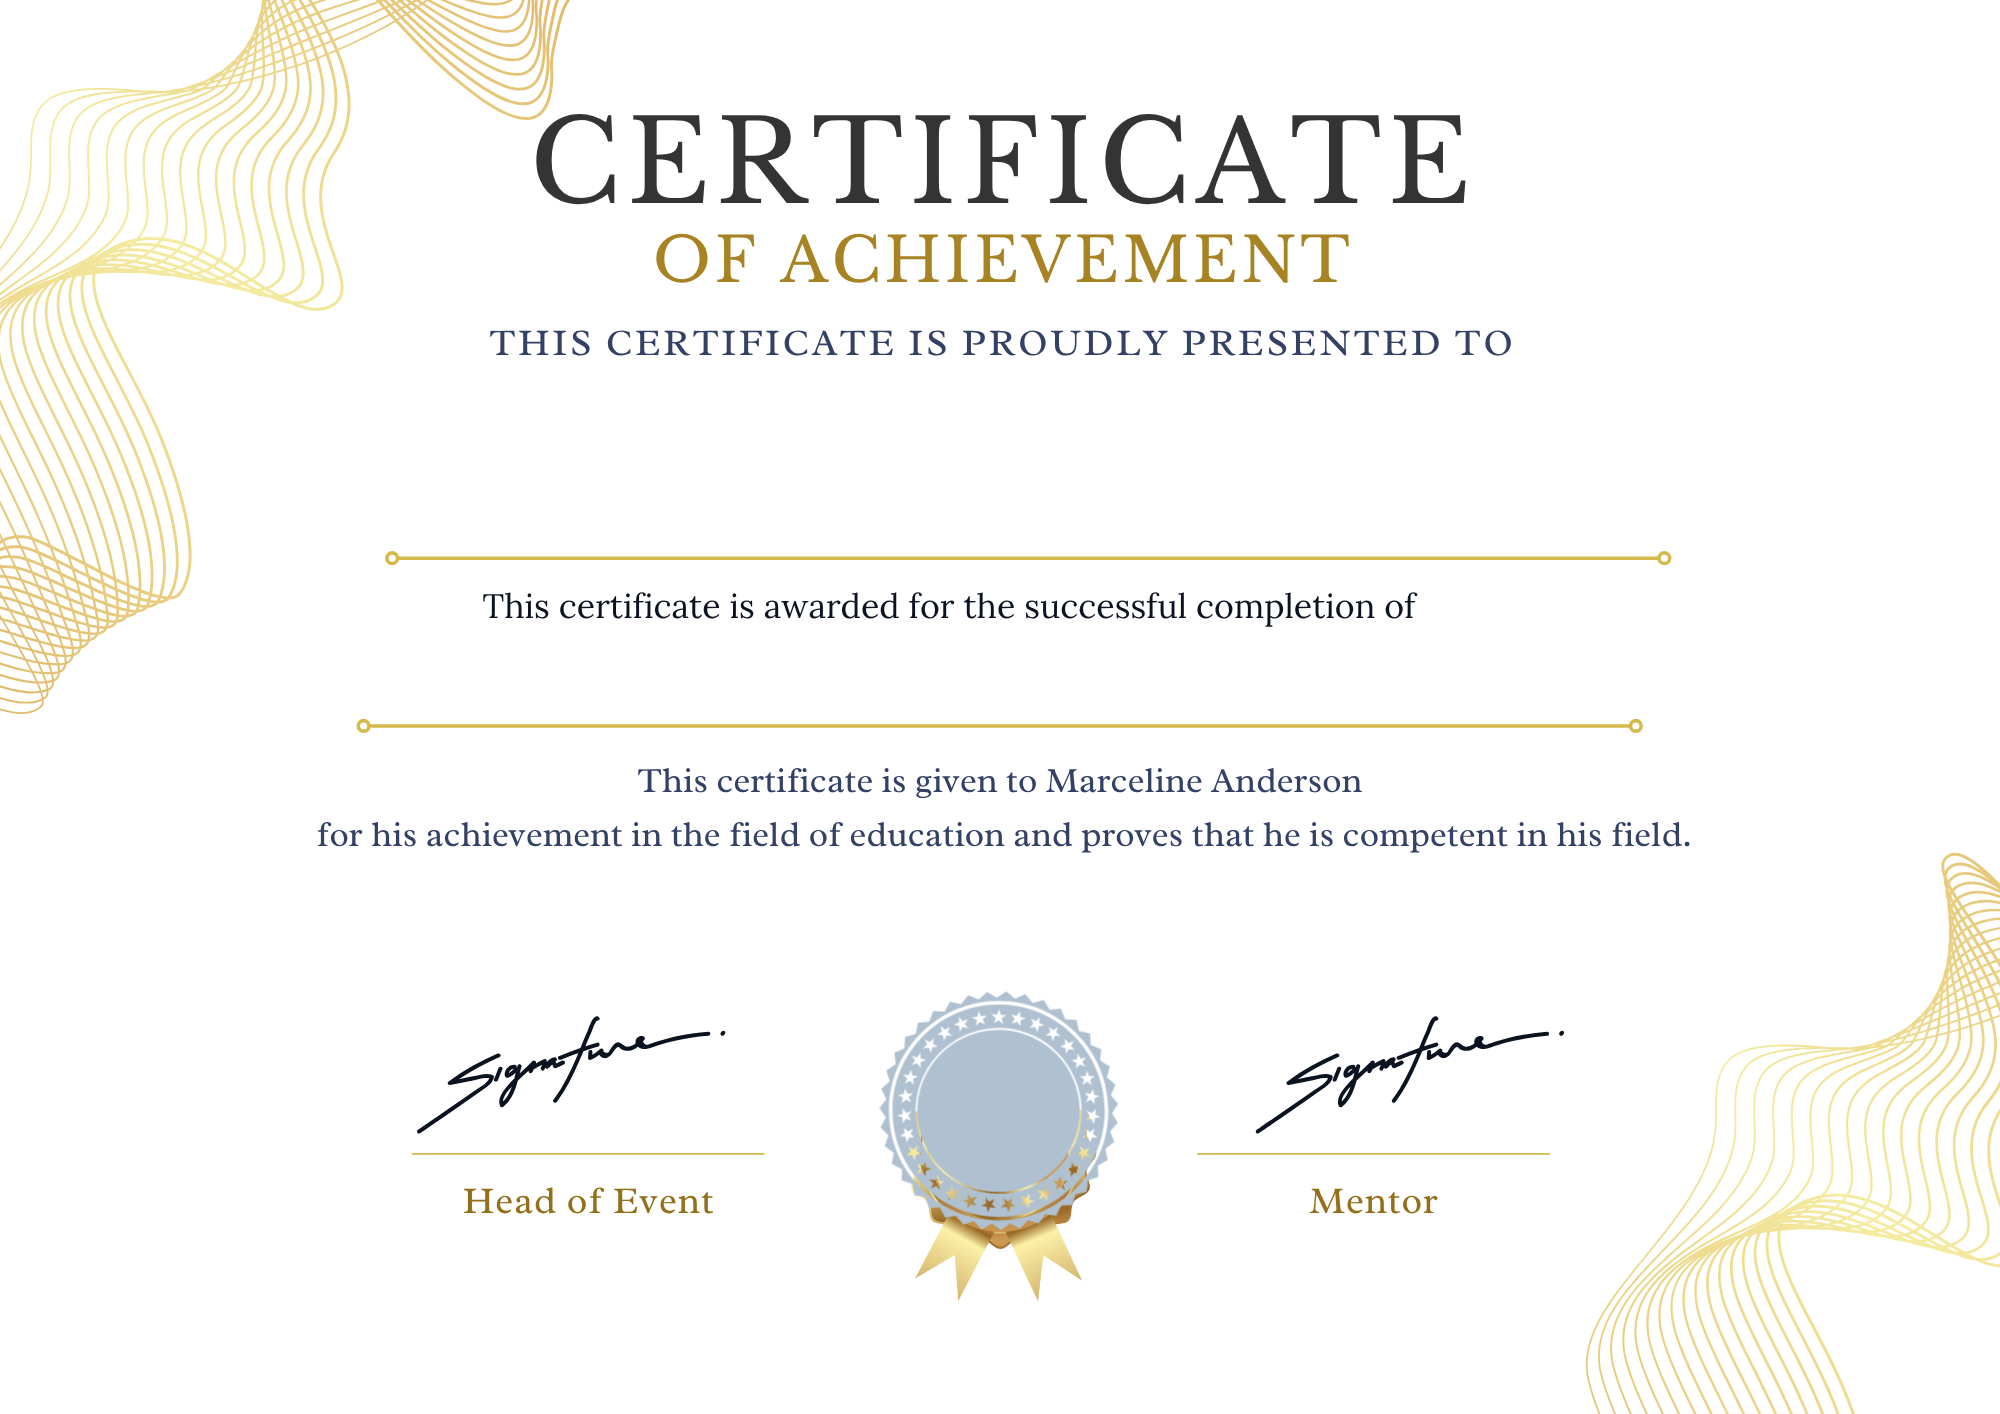 CERTIFICATE
OF ACHIEVEMENT
THIS CERTIFICATE IS PROUDLY PRESENTED TO
This certificate is awarded for the successful completion of
This certificate is given to Marceline Anderson
for his achievement in the field of education and proves that he is competent in his field.
Signature Signature
Head of Event Mentor